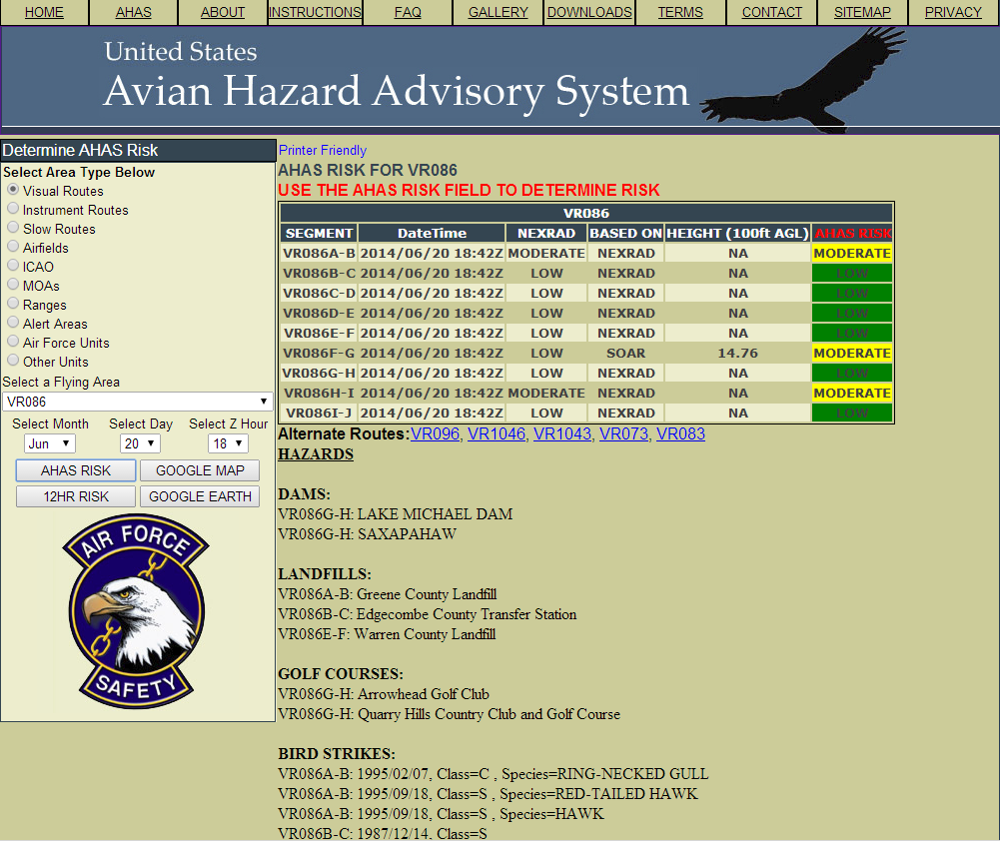 HOME AHAS ABOUT INSTRUCTIONS FAQ GALLERY DOWNLOADS TERMS CONTACT SITEMAP PRIVACY
United States
Avian Hazard Advisory System
Determine AHAS Risk
Select Area Type Below
Visual Routes
Instrument Routes
Slow Routes
Airfields
ICAO
MOAs
Ranges
Alert Areas
Air Force Units
Other Units
Select a Flying Area
VR086
Select Month Select Day Select Z Hour
Jun 20 18
AHAS RISK GOOGLE MAP
12HR RISK GOOGLE EARTH
AIR FORCE
SAFETY
Printer Friendly
AHAS RISK FOR VR086
USE THE AHAS RISK FIELD TO DETERMINE RISK
VR086
SEGMENT DateTime NEXRAD BASED ON HEIGHT (100ft AGL) AHAS RISK
VR086A-B 2014/06/20 18:42Z MODERATE NEXRAD NA MODERATE
VR086B-C 2014/06/20 18:42Z LOW NEXRAD NA LOW
VR086C-D 2014/06/20 18:42Z LOW NEXRAD NA LOW
VR086D-E 2014/06/20 18:42Z LOW NEXRAD NA LOW
VR086E-F 2014/06/20 18:42Z LOW NEXRAD NA LOW
VR086F-G 2014/06/20 18:42Z LOW SOAR 14.76 MODERATE
VR086G-H 2014/06/20 18:42Z LOW NEXRAD NA LOW
VR086H-I 2014/06/20 18:42Z MODERATE NEXRAD NA MODERATE
VR086I-J 2014/06/20 18:42Z LOW NEXRAD NA LOW
Alternate Routes:VR096, VR1046, VR1043, VR073, VR083
HAZARDS
DAMS:
VR086G-H: LAKE MICHAEL DAM
VR086G-H: SAXAPAHAW
LANDFILLS:
VR086A-B: Greene County Landfill
VR086B-C: Edgecombe County Transfer Station
VR086E-F: Warren County Landfill
GOLF COURSES:
VR086G-H: Arrowhead Golf Club
VR086G-H: Quarry Hills Country Club and Golf Course
BIRD STRIKES:
VR086A-B: 1995/02/07, Class=C , Species=RING-NECKED GULL
VR086A-B: 1995/09/18, Class=S , Species=RED-TAILED HAWK
VR086A-B: 1995/09/18, Class=S , Species=HAWK
VR086B-C: 1987/12/14, Class=S